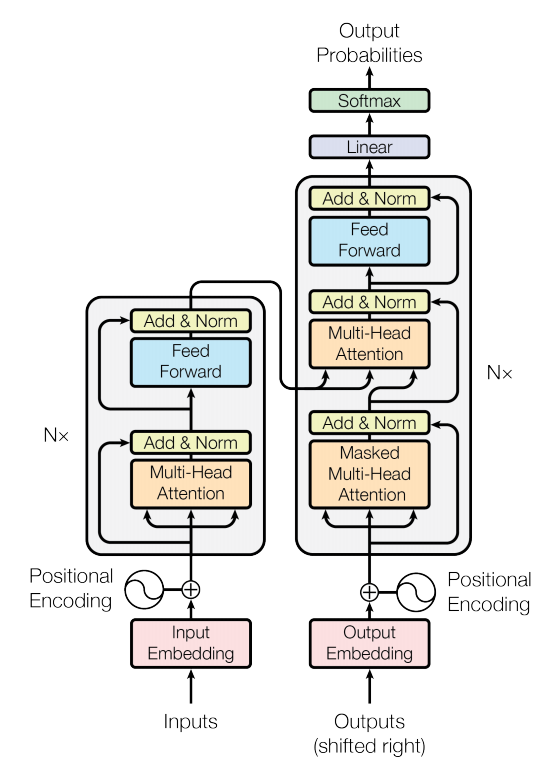 Output
Probabilities
Softmax
Linear
Add & Norm
Feed
Forward
Add & Norm
Multi-Head
Attention
Add & Norm
Masked
Multi-Head
Attention
N×
Positional
Encoding
Output
Embedding
Outputs
(shifted right)
Add & Norm
Feed
Forward
Add & Norm
Multi-Head
Attention
N×
Positional
Encoding
Input
Embedding
Inputs